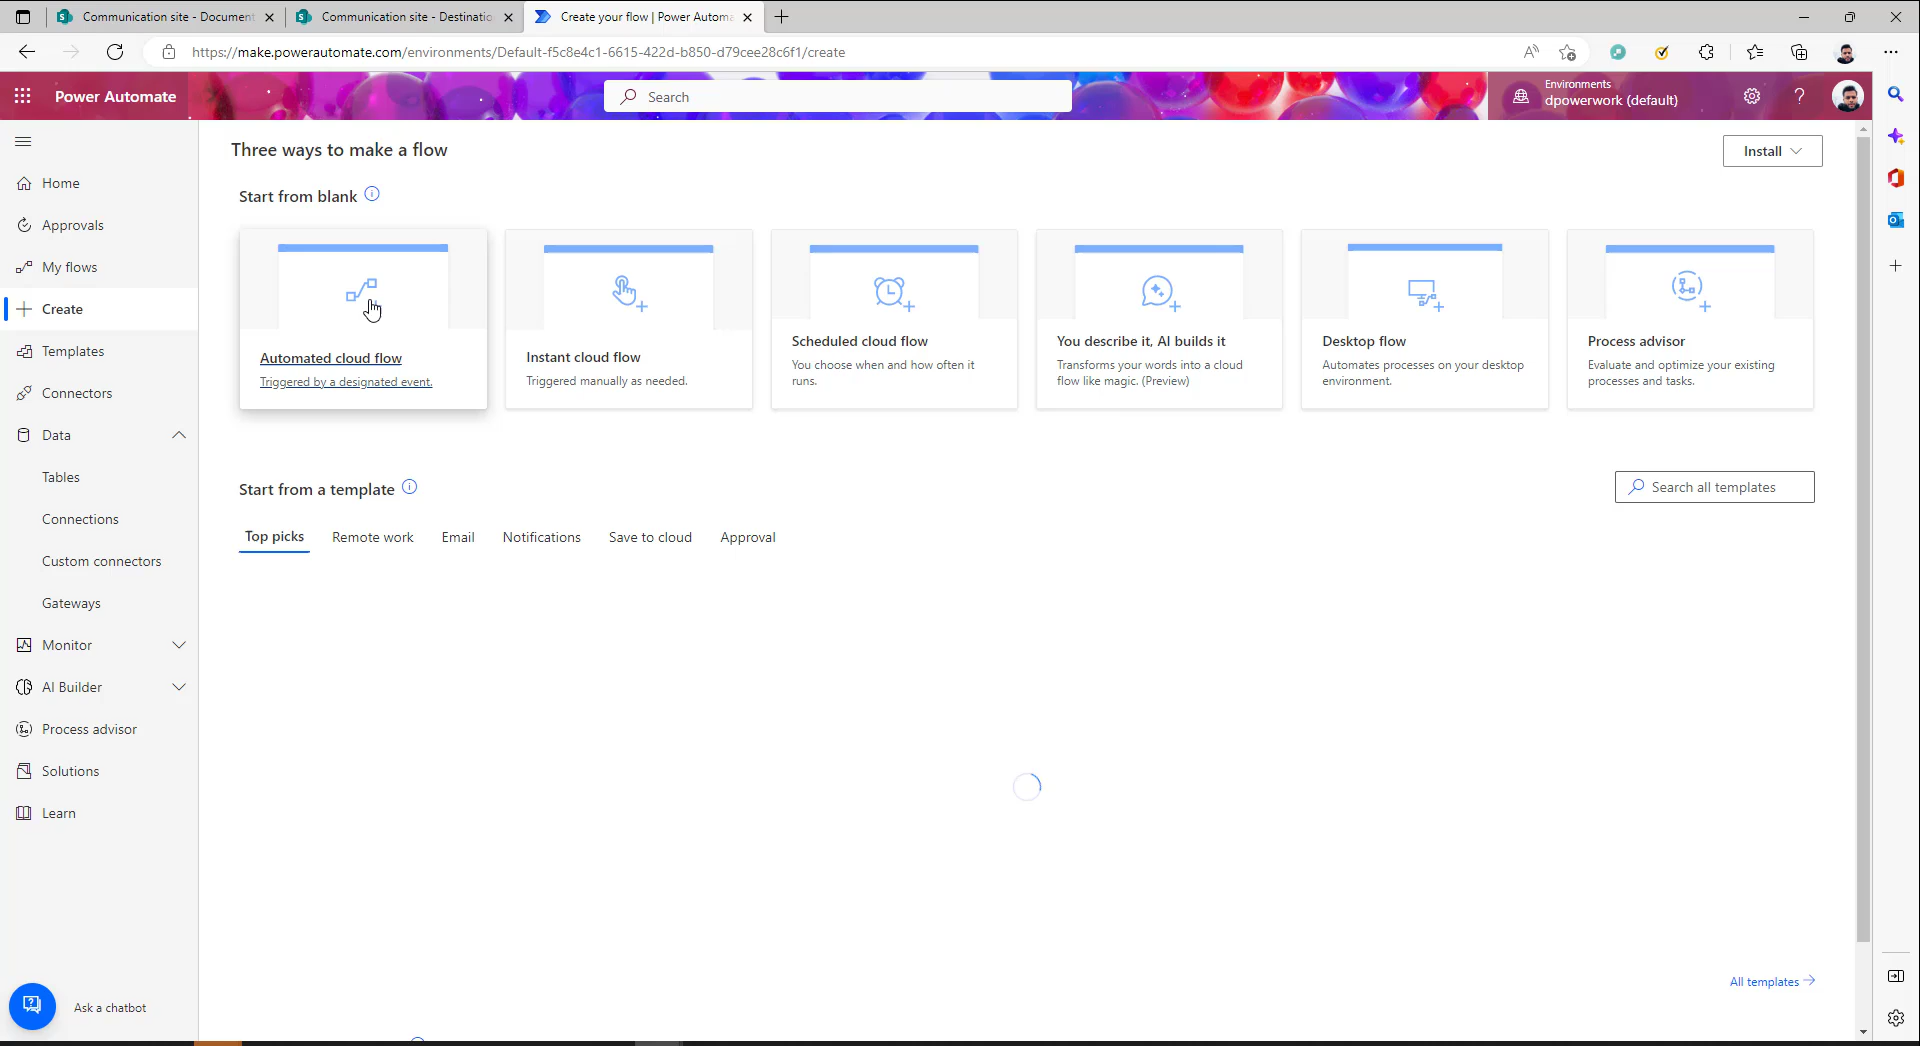 Communication site - Document
Communication site - Destinatio
Create your flow | Power Automa
https://make.powerautomate.com/environments/Default-f5c8e4c1-6615-422d-b850-d79cee28c6f1/create
Power Automate
Search
Environments
dpowerwork (default)
Home
Approvals
My flows
Create
Templates
Connectors
Data
Tables
Connections
Custom connectors
Gateways
Monitor
AI Builder
Process advisor
Solutions
Learn
Ask a chatbot
Three ways to make a flow
Install
Start from blank
Automated cloud flow
Triggered by a designated event.
Instant cloud flow
Triggered manually as needed.
Scheduled cloud flow
You choose when and how often it
runs.
You describe it, AI builds it
Transforms your words into a cloud
flow like magic. (Preview)
Desktop flow
Automates processes on your desktop
environment.
Process advisor
Evaluate and optimize your existing
processes and tasks.
Start from a template
Search all templates
Top picks
Remote work
Email
Notifications
Save to cloud
Approval
All templates